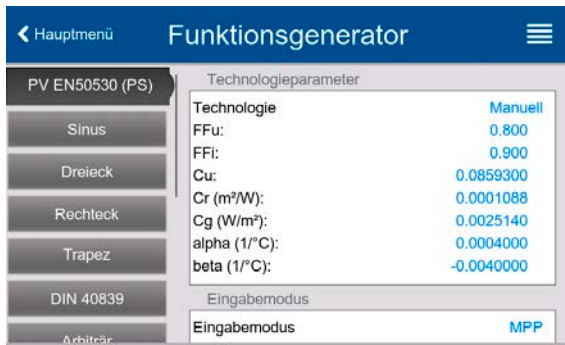 Hauptmenü
Funktionsgenerator
PV EN50530 (PS)
Sinus
Dreieck
Rechteck
Trapez
DIN 40839
Arbiträr
Technologieparameter
Technologie Manuell
FFu: 0.800
FFi: 0.900
Cu: 0.0859300
Cr (m²/W): 0.0001088
Cg (W/m²): 0.0025140
alpha (1/°C): 0.0004000
beta (1/°C): -0.0040000
Eingabemodus
Eingabemodus MPP